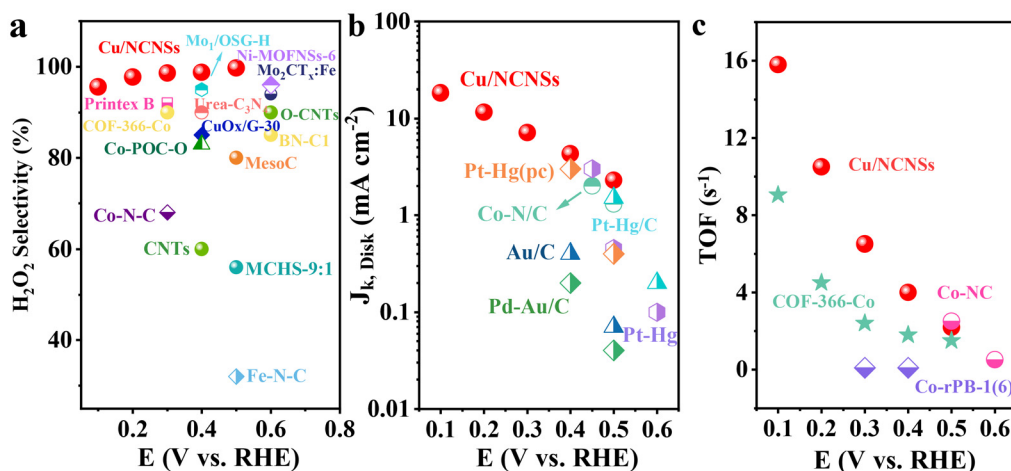 a
H₂O₂ Selectivity (%)
100
80
60
40
Mo₁/OSG-H
Cu/NCNSs
Ni-MOFNSs-6
Mo₂CTₓ:Fe
Printex B
Urea-C₃N
O-CNTs
COF-366-Co
CuOx/G-30
BN-C1
Co-POC-O
MesoC
Co-N-C
CNTs
MCHS-9:1
Fe-N-C
0.2 0.4 0.6 0.8
E (V vs. RHE)
b
J k, Disk (mA cm⁻²)
100
10
1
0.1
0.01
Cu/NCNSs
Pt-Hg(pc)
Co-N/C
Pt-Hg/C
Au/C
Pd-Au/C
Pt-Hg
0.1 0.2 0.3 0.4 0.5 0.6
E (V vs. RHE)
c
TOF (s⁻¹)
16
12
8
4
0
Cu/NCNSs
COF-366-Co
Co-NC
Co-rPB-1(6)
0.1 0.2 0.3 0.4 0.5 0.6
E (V vs. RHE)